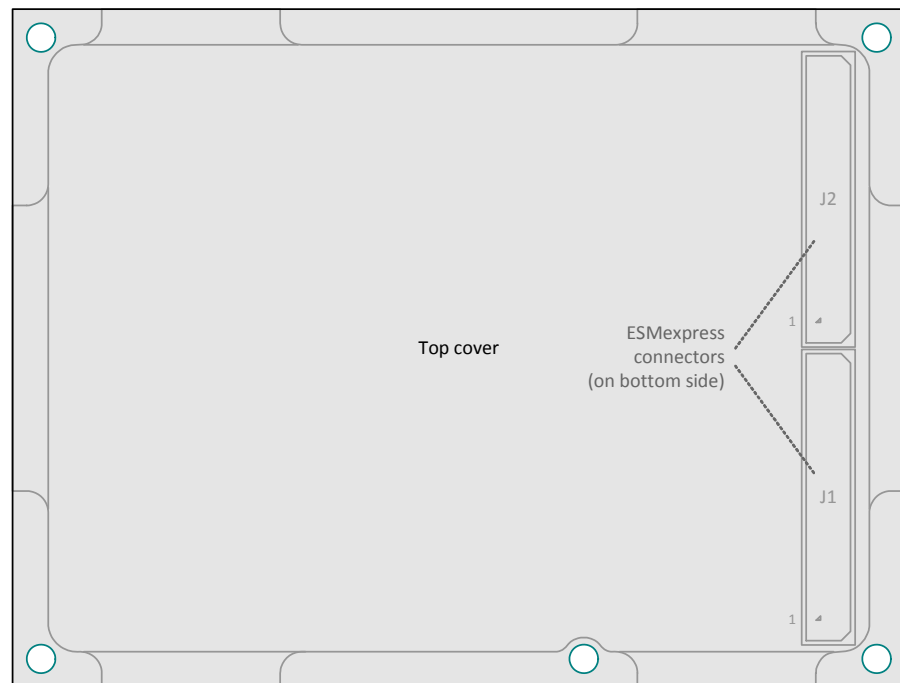 J2
1
Top cover
ESMexpress
connectors
(on bottom side)
J1
1